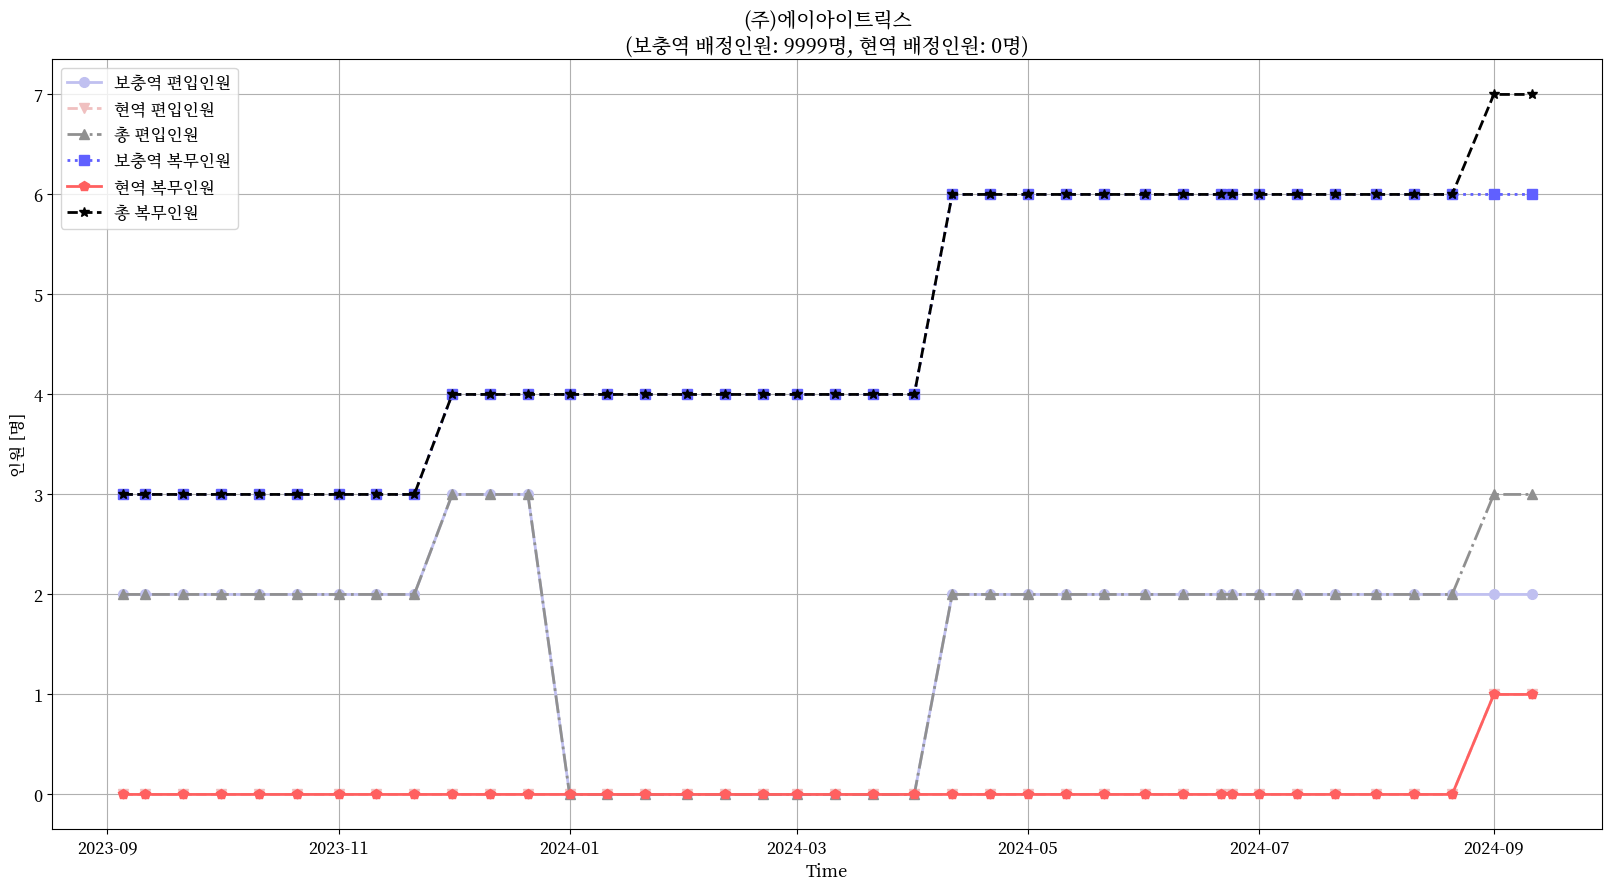 (주)에이아이트릭스
(보충역 배정인원: 9999명, 현역 배정인원: 0명)
보충역 편입인원
현역 편입인원
총 편입인원
보충역 복무인원
현역 복무인원
총 복무인원
인원 [명]
7
6
5
4
3
2
1
0
2023-09
2023-11
2024-01
2024-03
2024-05
2024-07
2024-09
Time